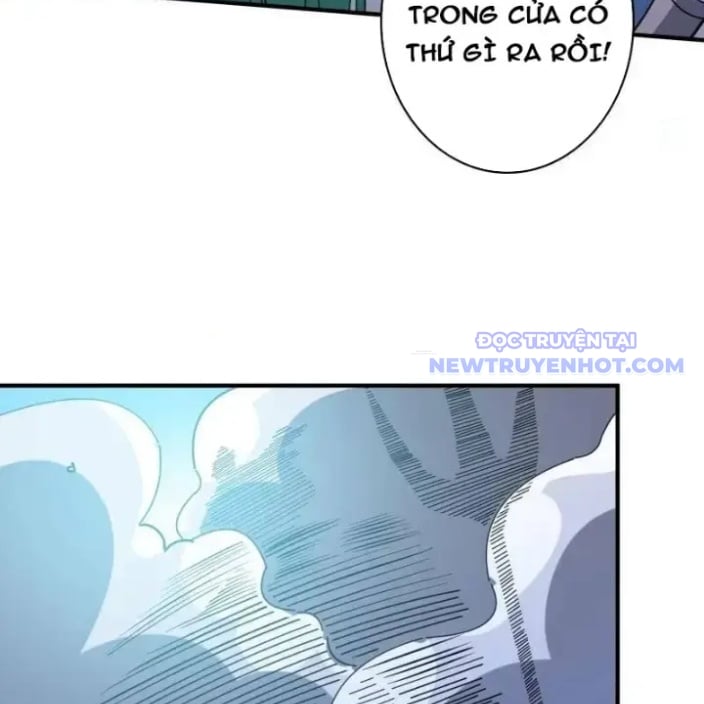 TRONG CỬA CÓ
THỨ GÌ RA RỒI!
ĐỌC TRUYỆN TẠI
NEWTRUYENHOT.COM